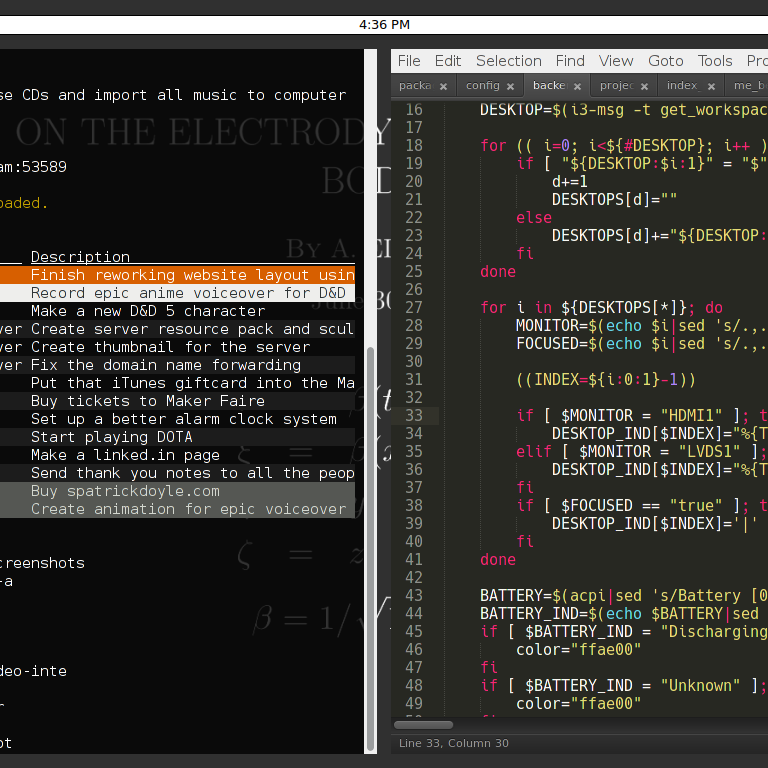 4:36 PM
se CDs and import all music to computer
ON THE ELECTRODY
am:53589
BOD
oaded.
BY A. EI
Description
Finish reworking website layout usin
Record epic anime voiceover for D&D
June 30
Make a new D&D 5 character
ver Create server resource pack and scul
ver Create thumbnail for the server
ver Fix the domain name forwarding
Put that iTunes giftcard into the Ma
Buy tickets to Maker Faire
Set up a better alarm clock system
Start playing DOTA
Make a linked.in page
Send thank you notes to all the peop
Buy spatrickdoyle.com
Create animation for epic voiceover
ξ =
ζ = z
creenshots
-a
β = 1/√
deo-inte
r
ot
File Edit Selection Find View Goto Tools Pro
packa × config × backe × projec × index. × me_b
16 DESKTOP=$(i3-msg -t get_workspac
17
18 for (( i=0; i<${#DESKTOP}; i++ )
19 if [ "${DESKTOP:$i:1}" = "$"
20 d+=1
21 DESKTOPS[d]=""
22 else
23 DESKTOPS[d]+="${DESKTOP:
24 fi
25 done
26
27 for i in ${DESKTOPS[*]}; do
28 MONITOR=$(echo $i|sed 's/.,.
29 FOCUSED=$(echo $i|sed 's/.,.
30
31 ((INDEX=${i:0:1}-1))
32
33 if [ $MONITOR = "HDMI1" ]; t
34 DESKTOP_IND[$INDEX]="%{T
35 elif [ $MONITOR = "LVDS1" ];
36 DESKTOP_IND[$INDEX]="%{T
37 fi
38 if [ $FOCUSED == "true" ]; t
39 DESKTOP_IND[$INDEX]='|'
40 fi
41 done
42
43 BATTERY=$(acpi|sed 's/Battery [0
44 BATTERY_IND=$(echo $BATTERY|sed
45 if [ $BATTERY_IND = "Discharging
46 color="ffae00"
47 fi
48 if [ $BATTERY_IND = "Unknown" ];
49 color="ffae00"
Line 33, Column 30